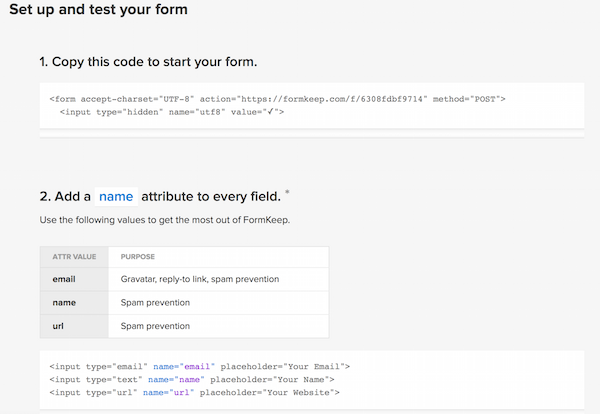 Set up and test your form
1. Copy this code to start your form.
<form accept-charset="UTF-8" action="https://formkeep.com/f/6308fdbf9714" method="POST">
<input type="hidden" name="utf8" value="✓">
2. Add a name attribute to every field. *
Use the following values to get the most out of FormKeep.
ATTR VALUE PURPOSE
email Gravatar, reply-to link, spam prevention
name Spam prevention
url Spam prevention
<input type="email" name="email" placeholder="Your Email">
<input type="text" name="name" placeholder="Your Name">
<input type="url" name="url" placeholder="Your Website">